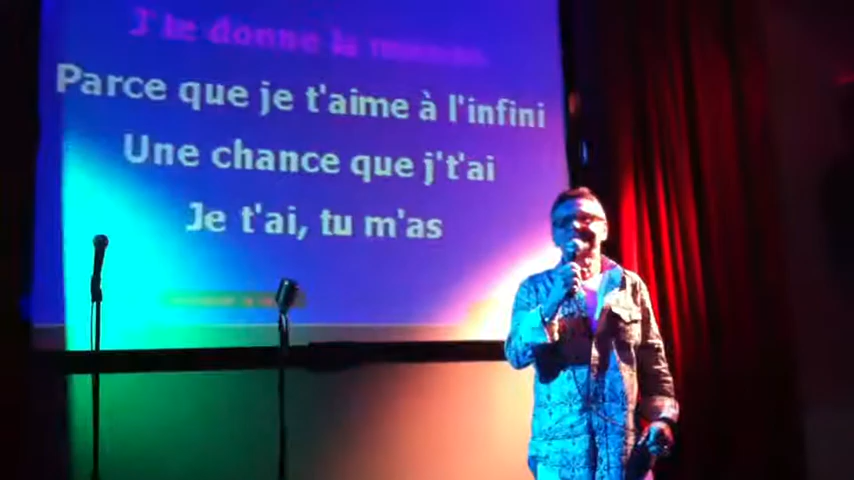 J'te donne la
Parce que je t'aime à l'infini
Une chance que j't'ai
Je t'ai, tu m'as